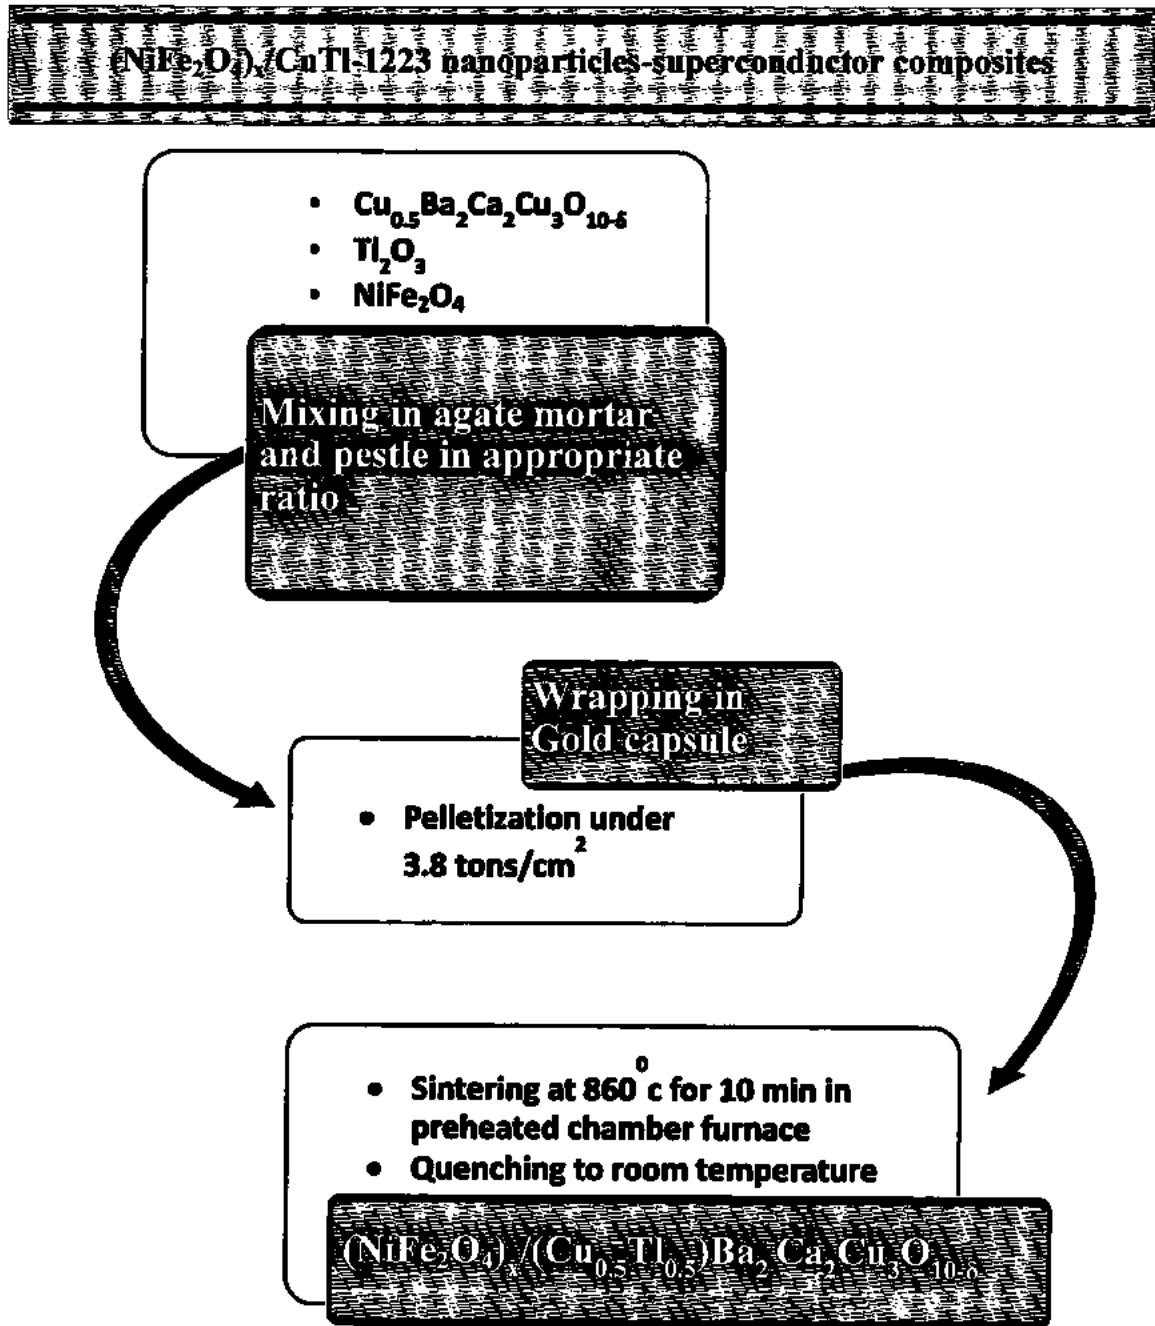 (NiFe₂O₄)ₓ/CuTl-1223 nanoparticles-superconductor composites
• Cu₀.₅Ba₂Ca₂Cu₃O₁₀₋δ
• Tl₂O₃
• NiFe₂O₄
Mixing in agate mortar
and pestle in appropriate
ratio
Wrapping in
Gold capsule
• Pelletization under
3.8 tons/cm²
• Sintering at 860⁰c for 10 min in
preheated chamber furnace
• Quenching to room temperature
(NiFe₂O₄)ₓ/(Cu₀.₅Tl₀.₅)Ba₂Ca₂Cu₃O₁₀₋δ